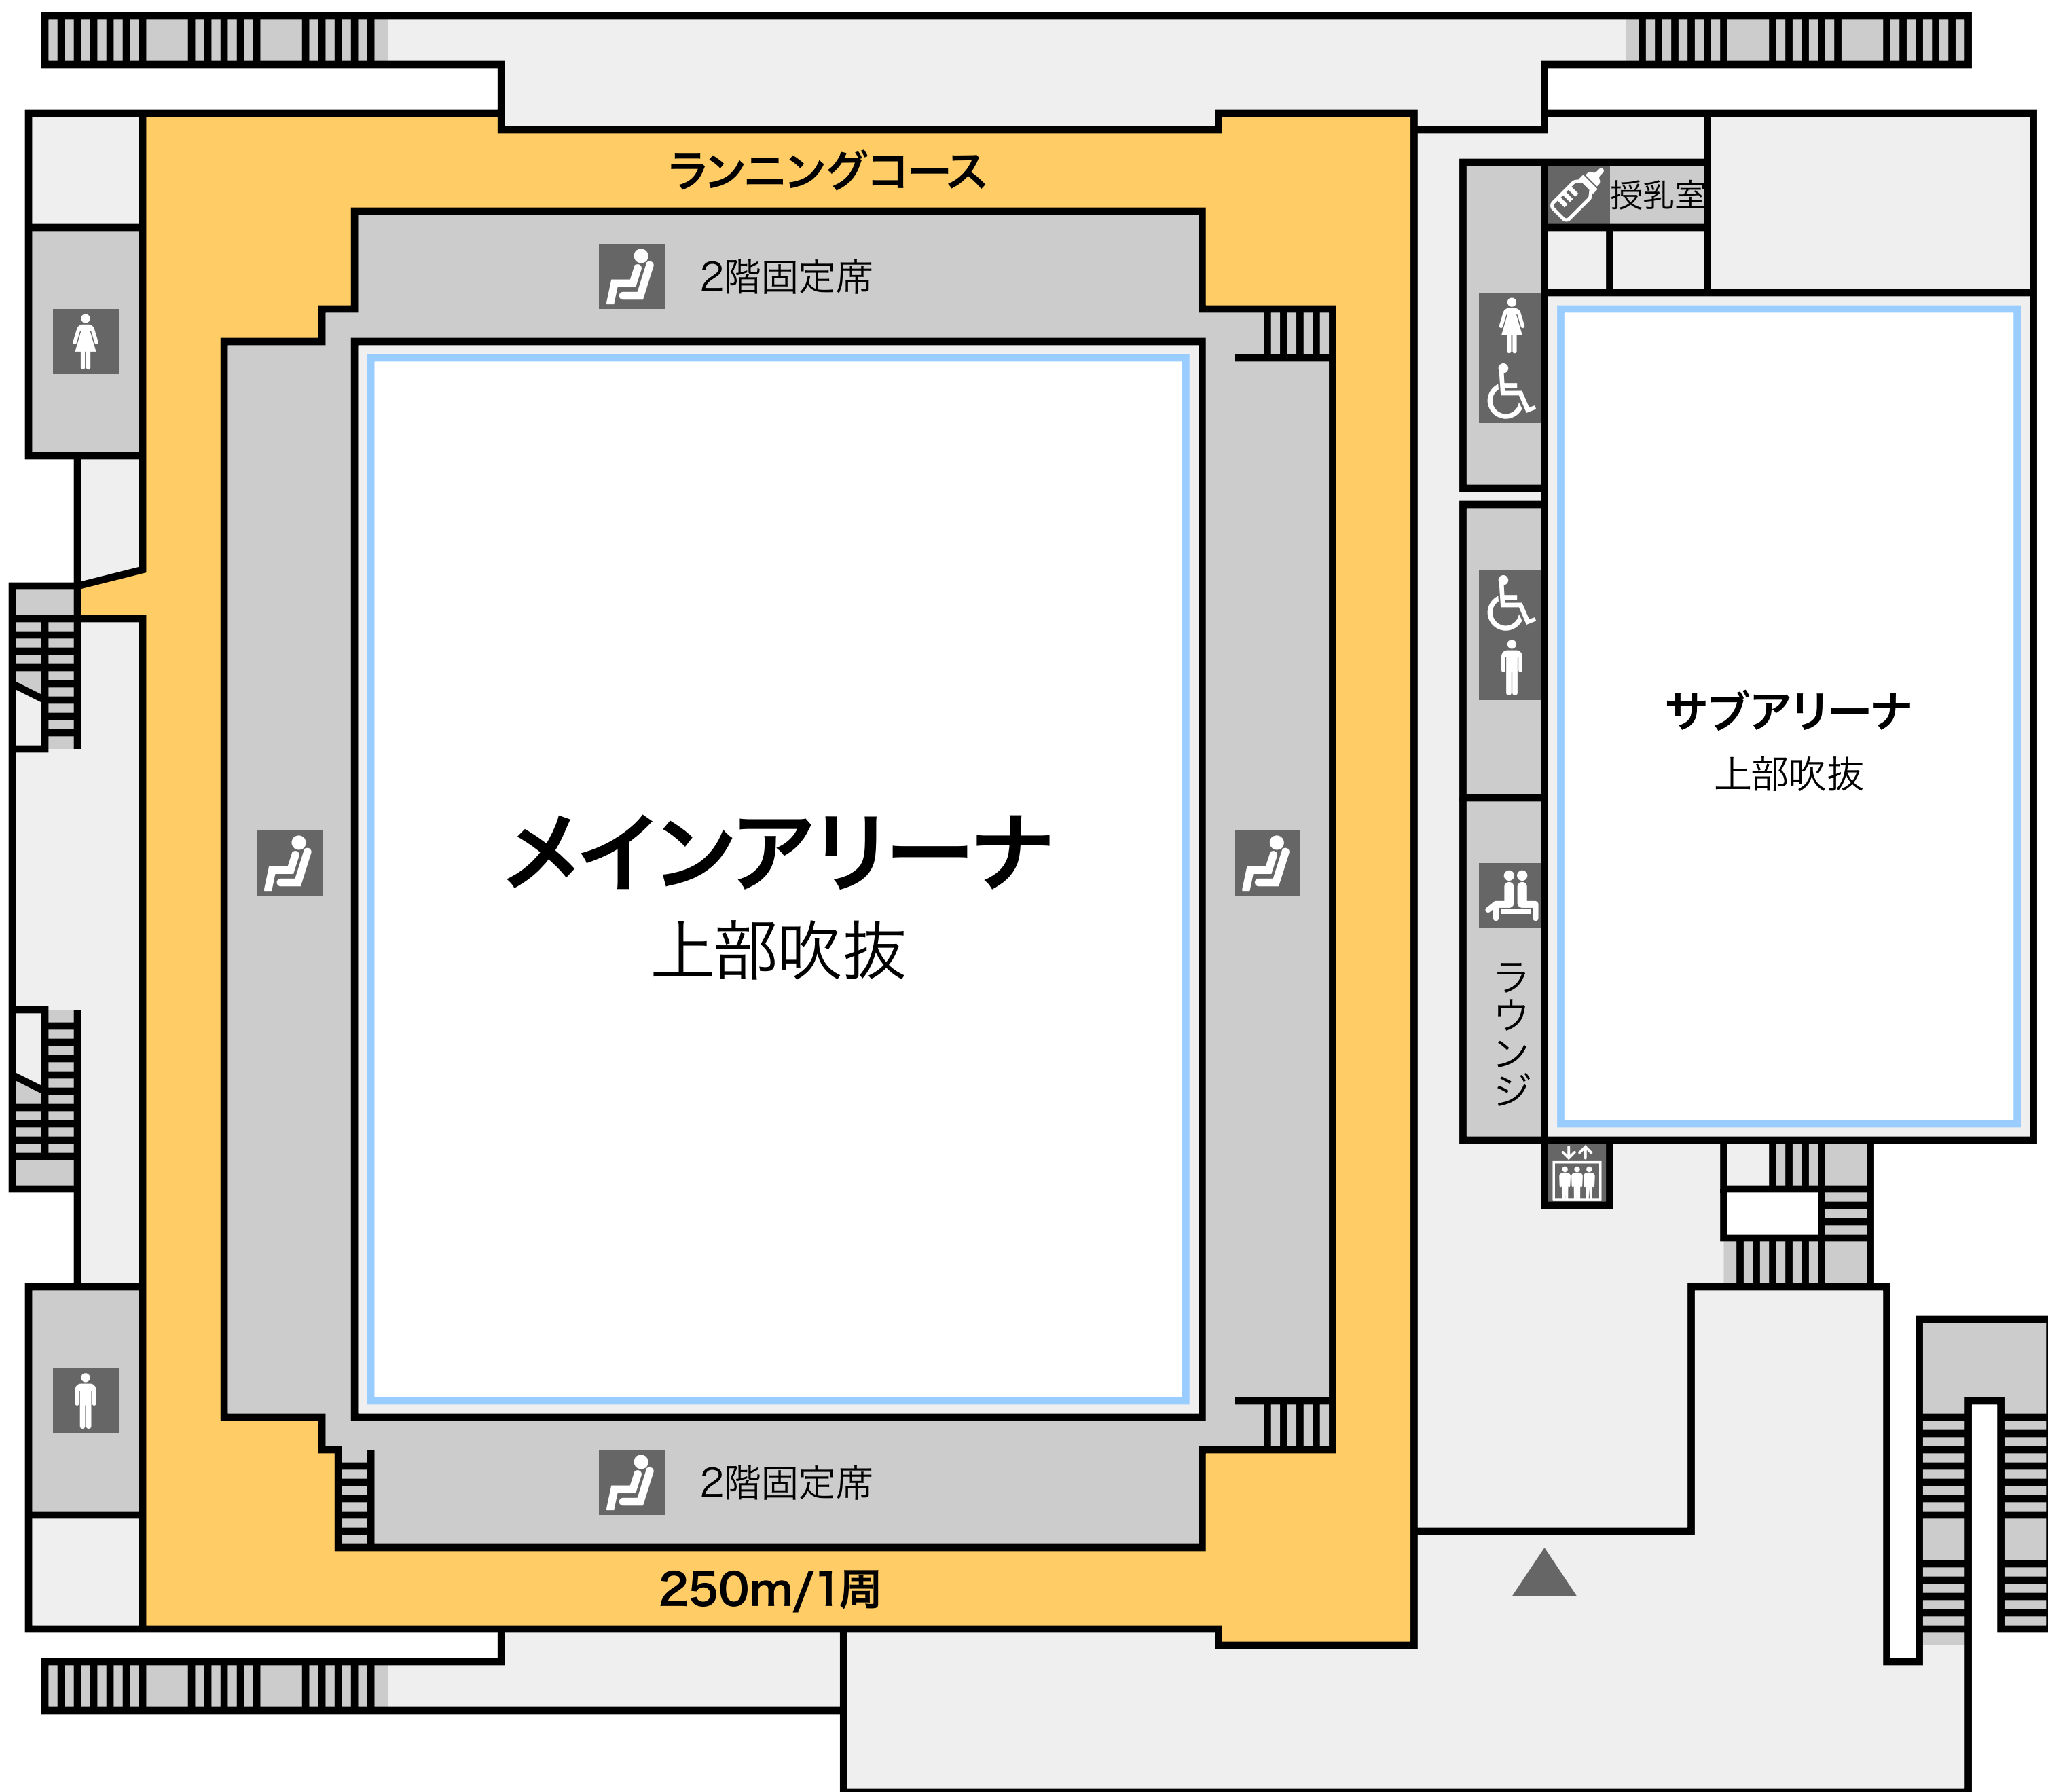 ランニングコース
授乳室
2階固定席
サブアリーナ
上部吹抜
メインアリーナ
上部吹抜
ラウンジ
2階固定席
250m/1周